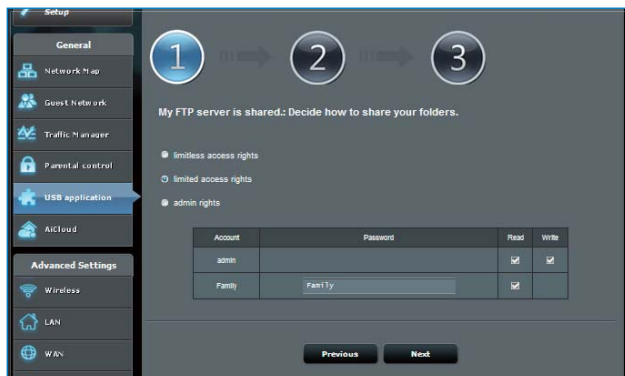 Setup
General
Network Map
Guest Network
Traffic Manager
Parental control
USB application
AiCloud
Advanced Settings
Wireless
LAN
WAN
1 2 3
My FTP server is shared.: Decide how to share your folders.
limitless access rights
limited access rights
admin rights
Account Password Read Write
admin
Family Family
Previous Next